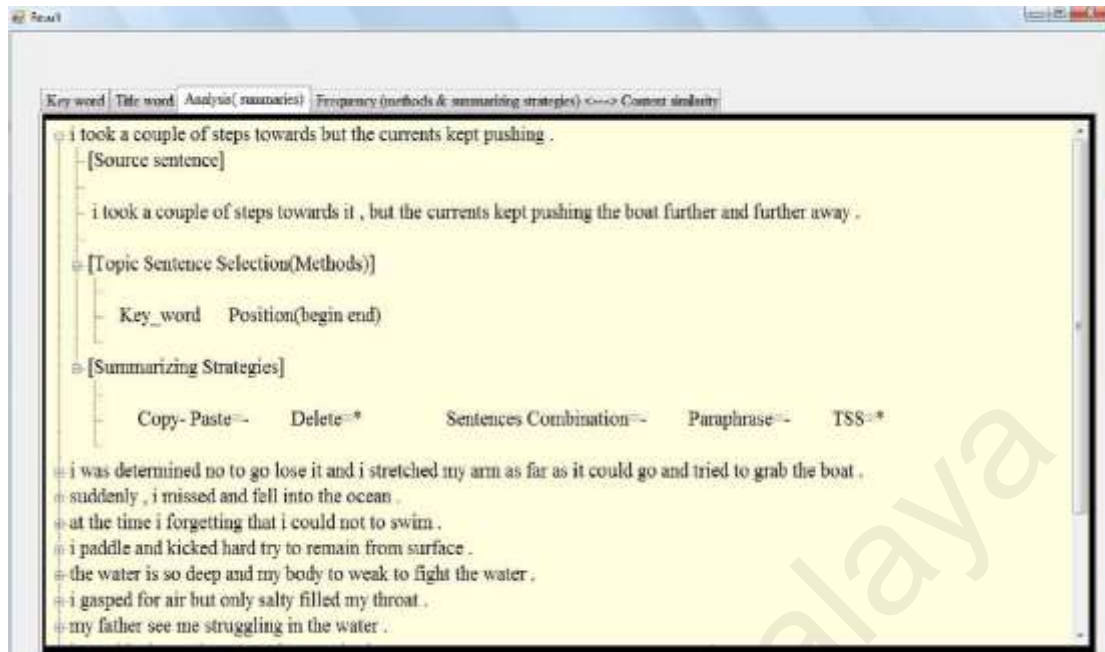 Result
Key word Title word Analysis( summaries) Frequency (methods & summarizing strategies) <----> Content similarity
i took a couple of steps towards but the currents kept pushing .
[Source sentence]
i took a couple of steps towards it , but the currents kept pushing the boat further and further away .
[Topic Sentence Selection(Methods)]
Key_word Position(begin end)
[Summarizing Strategies]
Copy- Paste=- Delete=* Sentences Combination=- Paraphrase=- TSS=*
i was determined no to go lose it and i stretched my arm as far as it could go and tried to grab the boat .
suddenly , i missed and fell into the ocean .
at the time i forgetting that i could not to swim .
i paddle and kicked hard try to remain from surface .
the water is so deep and my body to weak to fight the water .
i gasped for air but only salty filled my throat .
my father see me struggling in the water .